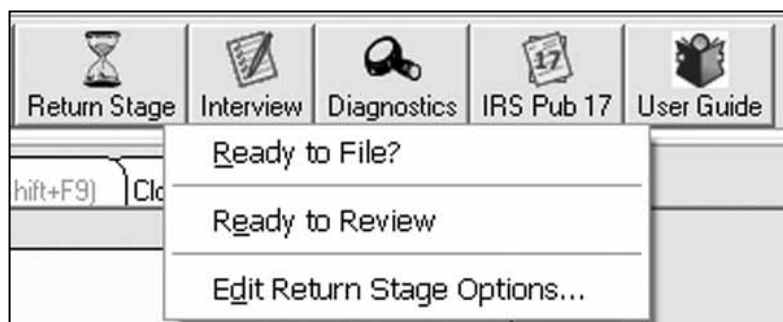 Return Stage Interview Diagnostics IRS Pub 17 User Guide
17
Ready to File?
hift+F9) Clo
Ready to Review
Edit Return Stage Options...